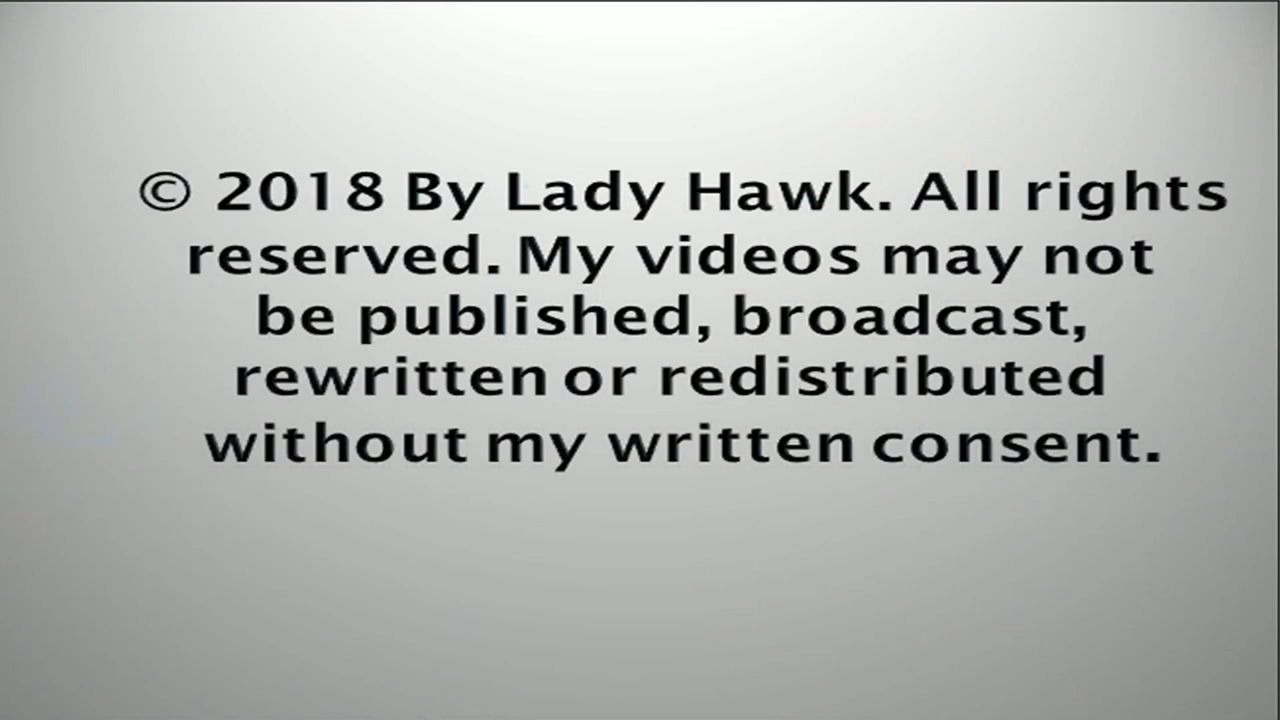 © 2018 By Lady Hawk. All rights
reserved. My videos may not
be published, broadcast,
rewritten or redistributed
without my written consent.